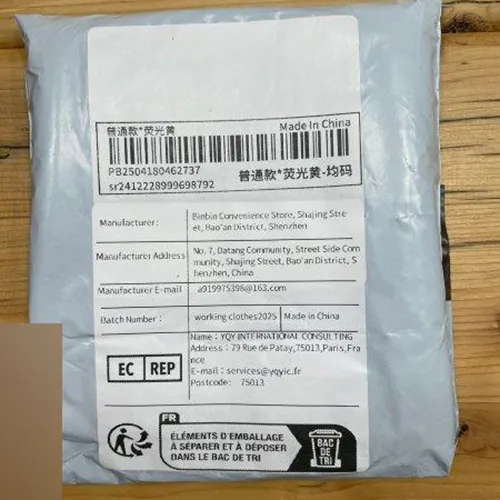 普通款*荧光黄
Made In China
PB2504180462737
sr2412228999698792
普通款*荧光黄-均码
Manufacturer:
Binbin Convenience Store, Shajing Stre
et, Bao'an District, Shenzhen
Manufacturer Address
No. 7, Datang Community, Street Side Com
munity, Shajing Street, Bao'an District, S
henzhen, China
Manufacturer E-mail
a919975398@163.com
Batch Number:
working clothes2025
Made in China
EC REP
Name：YQY INTERNATIONAL CONSULTING
Address：79 Rue de Patay,75013,Paris,Fra
nce
E-mail：services@yqyic.fr
Postcode: 75013
FR
ÉLÉMENTS D'EMBALLAGE
À SÉPARER ET À DÉPOSER
DANS LE BAC DE TRI
BAC
DE
TRI